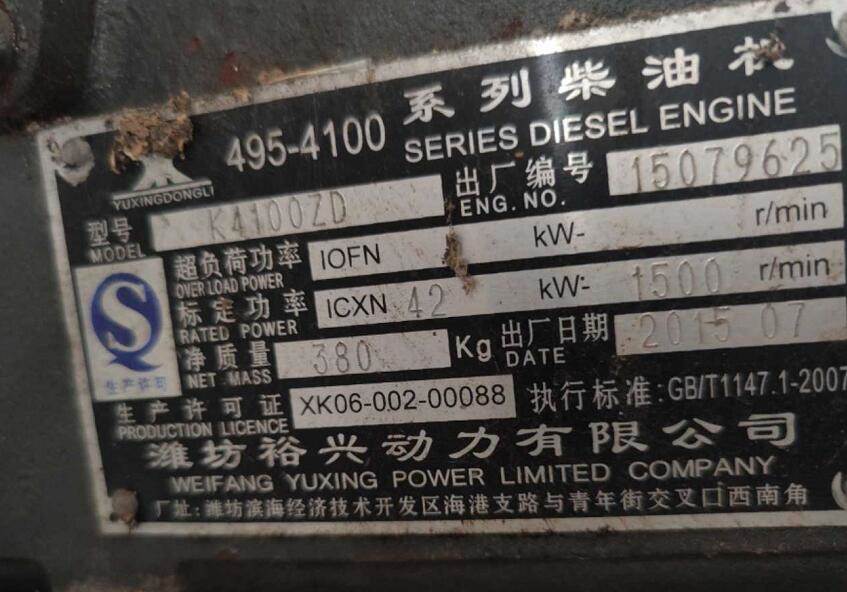 495-4100 系列柴油机
SERIES DIESEL ENGINE
YUXINGDONGLI
型号 K4100ZD 出厂编号 15079625
MODEL ENG. NO.
超负荷功率 IOFN kW- r/min
OVER LOAD POWER
标定功率 ICXN 42 kW- 1500 r/min
RATED POWER
净质量 380 Kg 出厂日期 2015 07
NET MASS DATE
生产许可
生产许可证 XK06-002-00088 执行标准:GB/T1147.1-2007
PRODUCTION LICENCE
潍坊裕兴动力有限公司
WEIFANG YUXING POWER LIMITED COMPANY
厂址:潍坊滨海经济技术开发区海港支路与青年街交叉口西南角